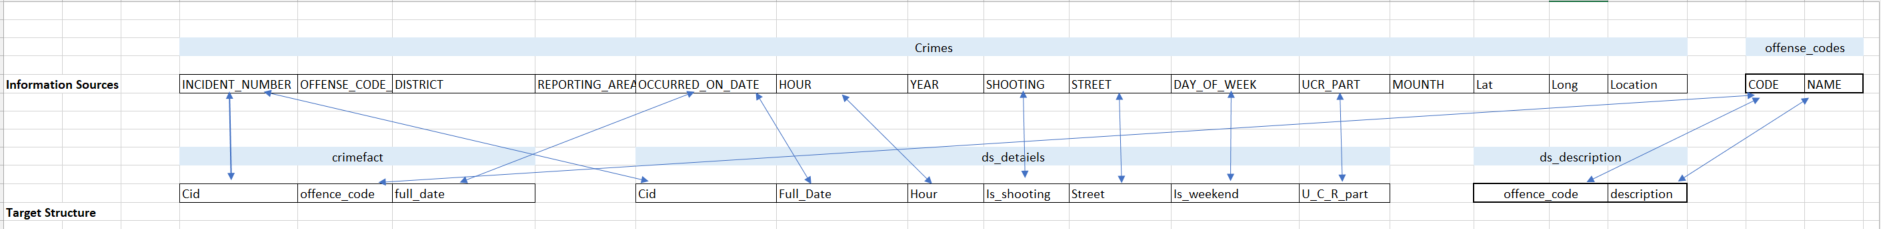 Crimes offense_codes
Information Sources INCIDENT_NUMBER OFFENSE_CODE_ DISTRICT REPORTING_AREA OCCURRED_ON_DATE HOUR YEAR SHOOTING STREET DAY_OF_WEEK UCR_PART MOUNTH Lat Long Location CODE NAME
crimefact ds_detaiels ds_description
Cid offence_code full_date Cid Full_Date Hour Is_shooting Street Is_weekend U_C_R_part offence_code description
Target Structure